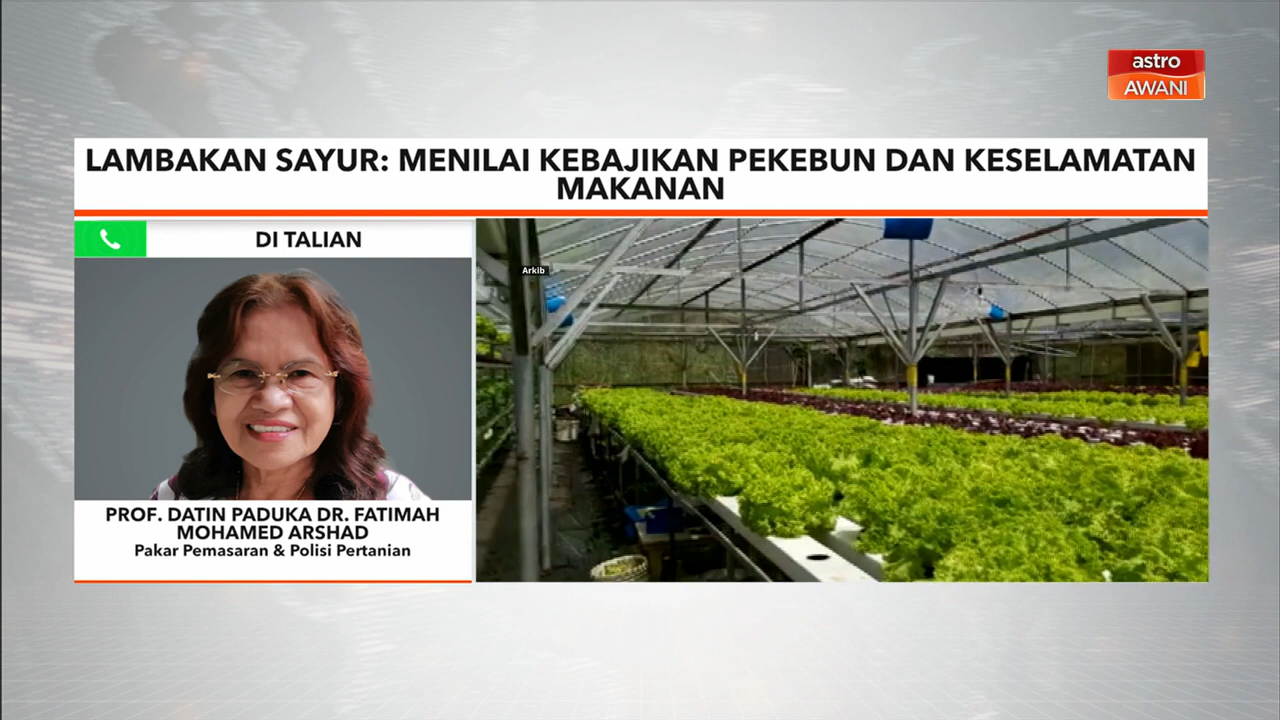 astro
AWANI
LAMBAKAN SAYUR: MENILAI KEBAJIKAN PEKEBUN DAN KESELAMATAN
MAKANAN
DI TALIAN
Arkib
PROF. DATIN PADUKA DR. FATIMAH
MOHAMED ARSHAD
Pakar Pemasaran & Polisi Pertanian